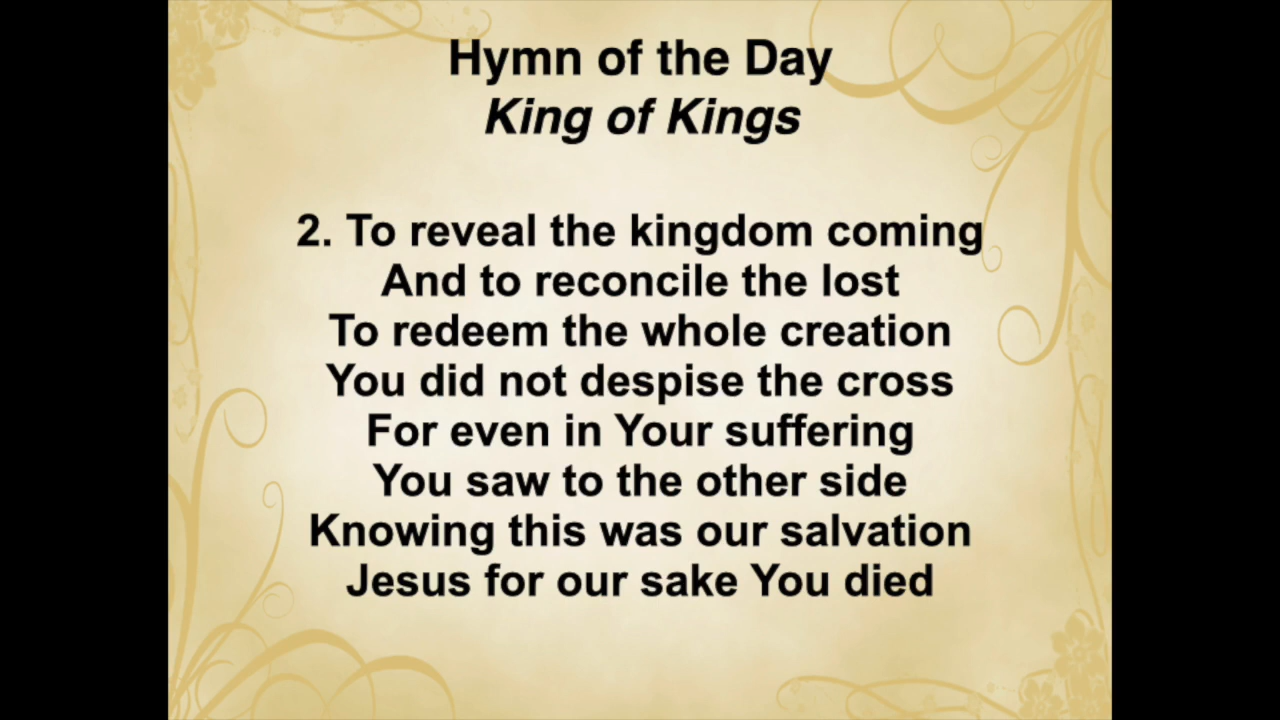 Hymn of the Day
King of Kings
2. To reveal the kingdom coming
And to reconcile the lost
To redeem the whole creation
You did not despise the cross
For even in Your suffering
You saw to the other side
Knowing this was our salvation
Jesus for our sake You died